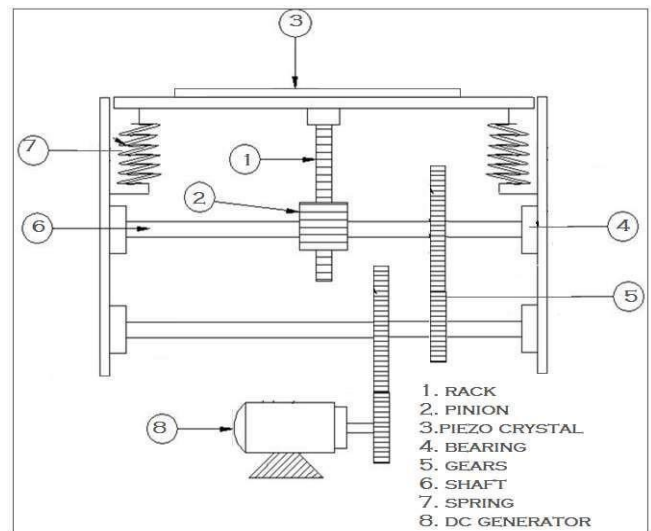 3
7
1
2
6
4
5
8
1. RACK
2. PINION
3.PIEZO CRYSTAL
4. BEARING
5. GEARS
6. SHAFT
7. SPRING
8. DC GENERATOR